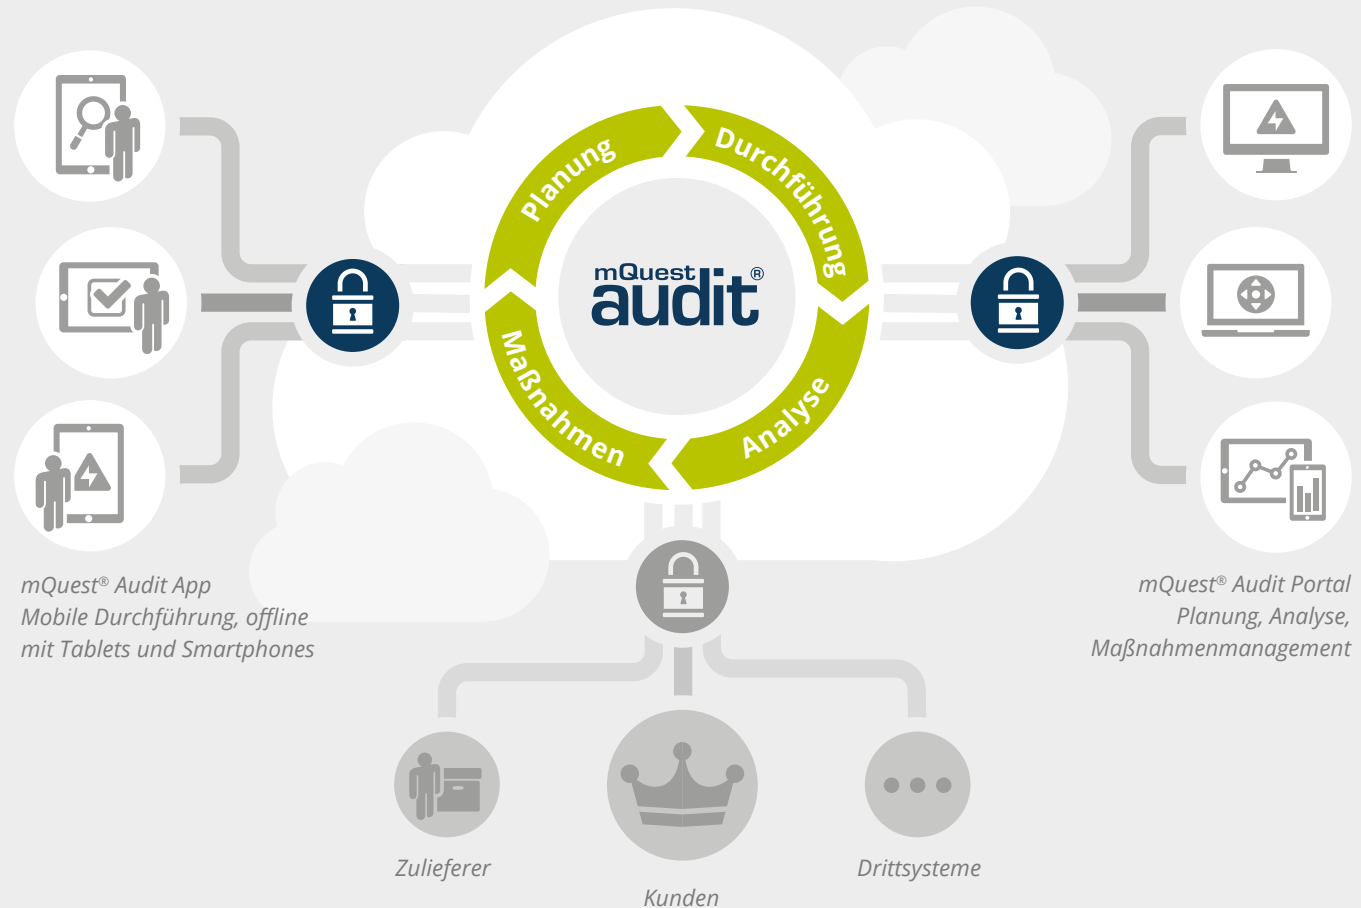 Planung
Durchführung
mQuest®
audit
Maßnahmen
Analyse
mQuest® Audit App
Mobile Durchführung, offline
mit Tablets und Smartphones
mQuest® Audit Portal
Planung, Analyse,
Maßnahmenmanagement
Zulieferer
Kunden
Drittsysteme